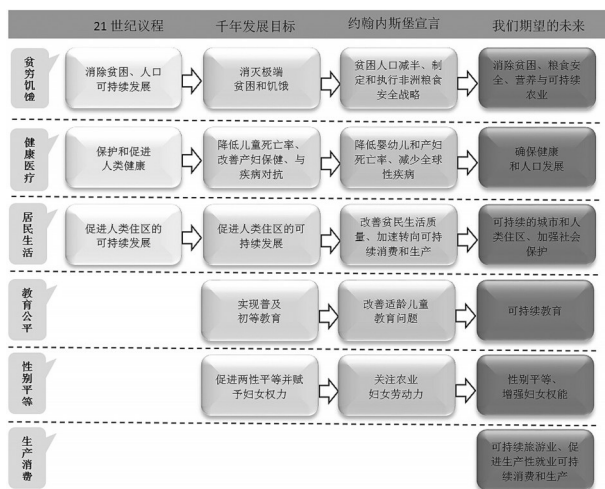 21 世纪议程
千年发展目标
约翰内斯堡宣言
我们期望的未来
贫穷饥饿
消除贫困、人口
可持续发展
消灭极端
贫困和饥饿
贫困人口减半、制
定和执行非洲粮食
安全战略
消除贫困、粮食安
全、营养与可持续
农业
健康医疗
保护和促进
人类健康
降低儿童死亡率、
改善产妇保健、与
疾病对抗
降低婴幼儿和产妇
死亡率、减少全球
性疾病
确保健康
和人口发展
居民生活
促进人类住区的
可持续发展
促进人类住区的可
持续发展
改善贫民生活质
量、加速转向可持
续消费和生产
可持续的城市和人
类住区、加强社会
保护
教育公平
实现普及
初等教育
改善适龄儿童
教育问题
可持续教育
性别平等
促进两性平等并赋
予妇女权力
关注农业
妇女劳动力
性别平等、
增强妇女权能
生产消费
可持续旅游业、促
进生产性就业可持
续消费和生产